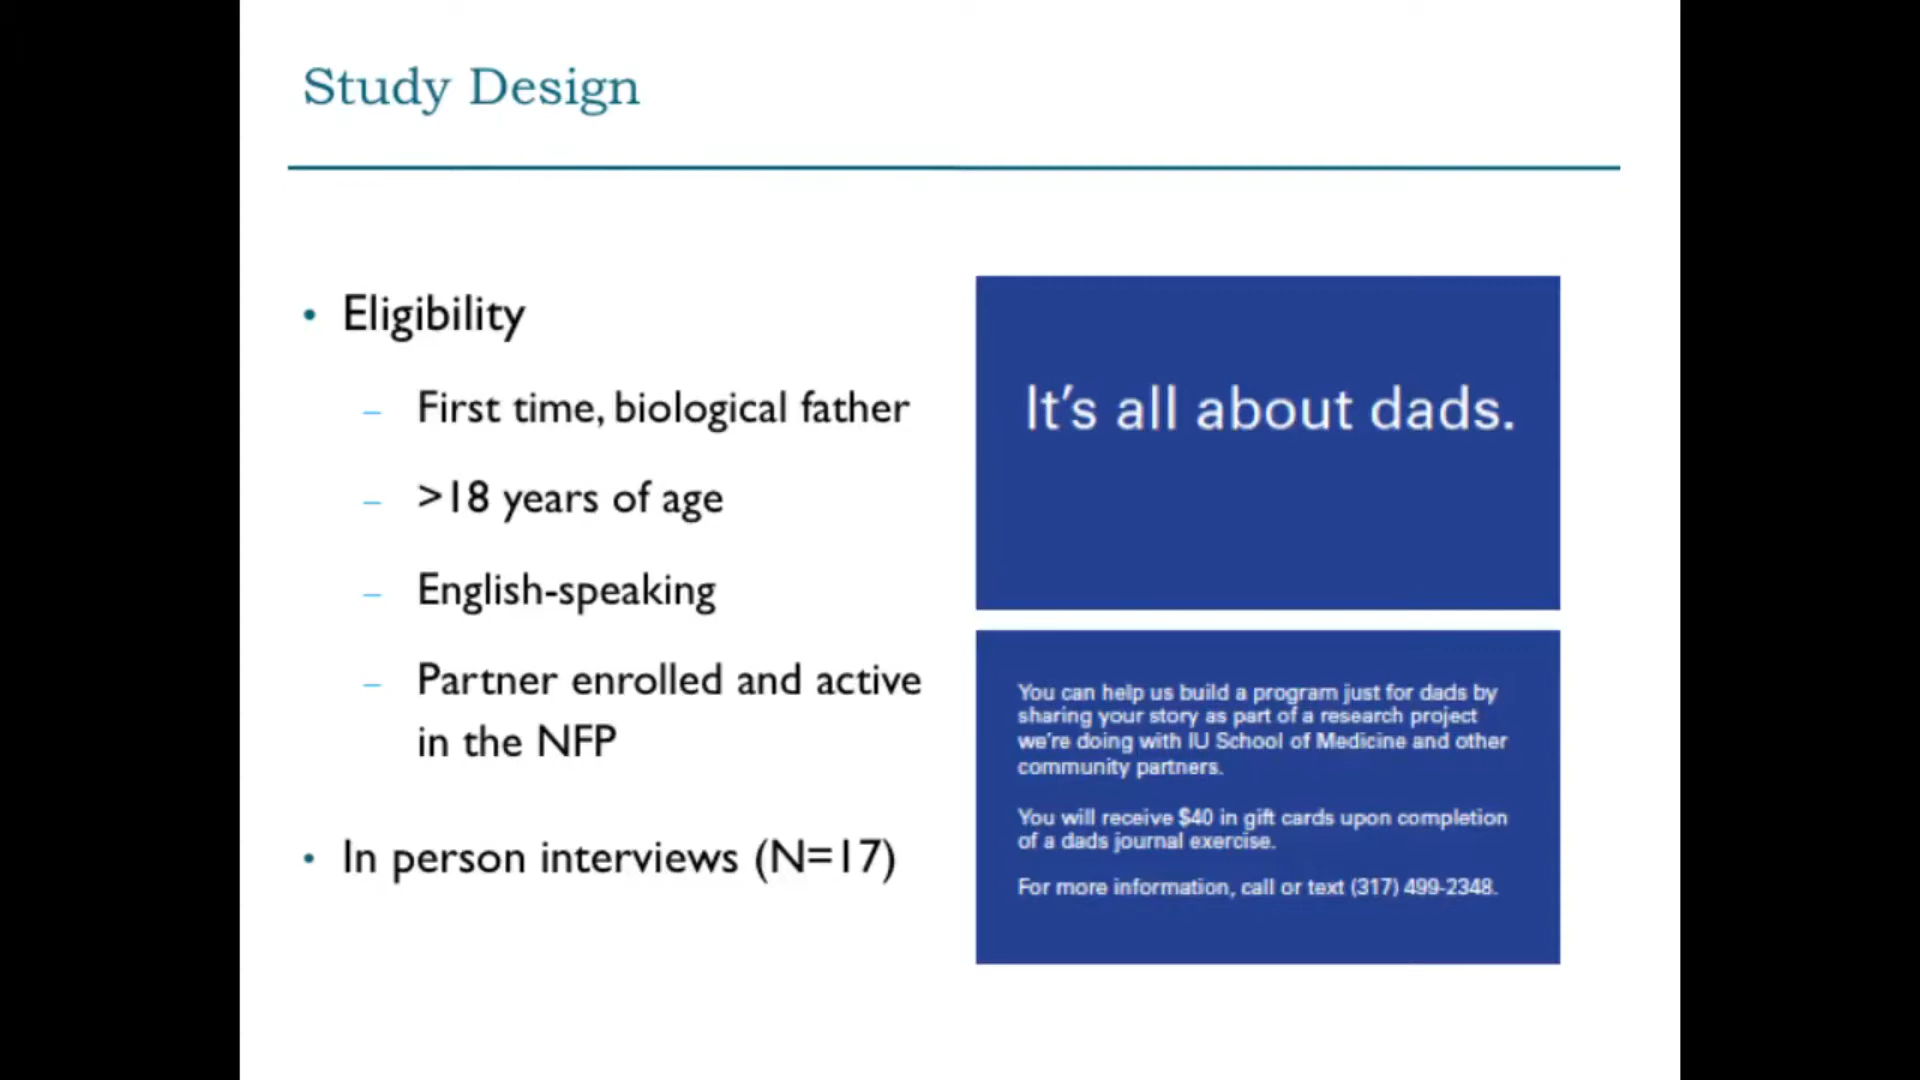 Study Design
• Eligibility
– First time, biological father
– >18 years of age
– English-speaking
– Partner enrolled and active
in the NFP
• In person interviews (N=17)
It's all about dads.
You can help us build a program just for dads by
sharing your story as part of a research project
we're doing with IU School of Medicine and other
community partners.
You will receive $40 in gift cards upon completion
of a dads journal exercise.
For more information, call or text (317) 499-2348.